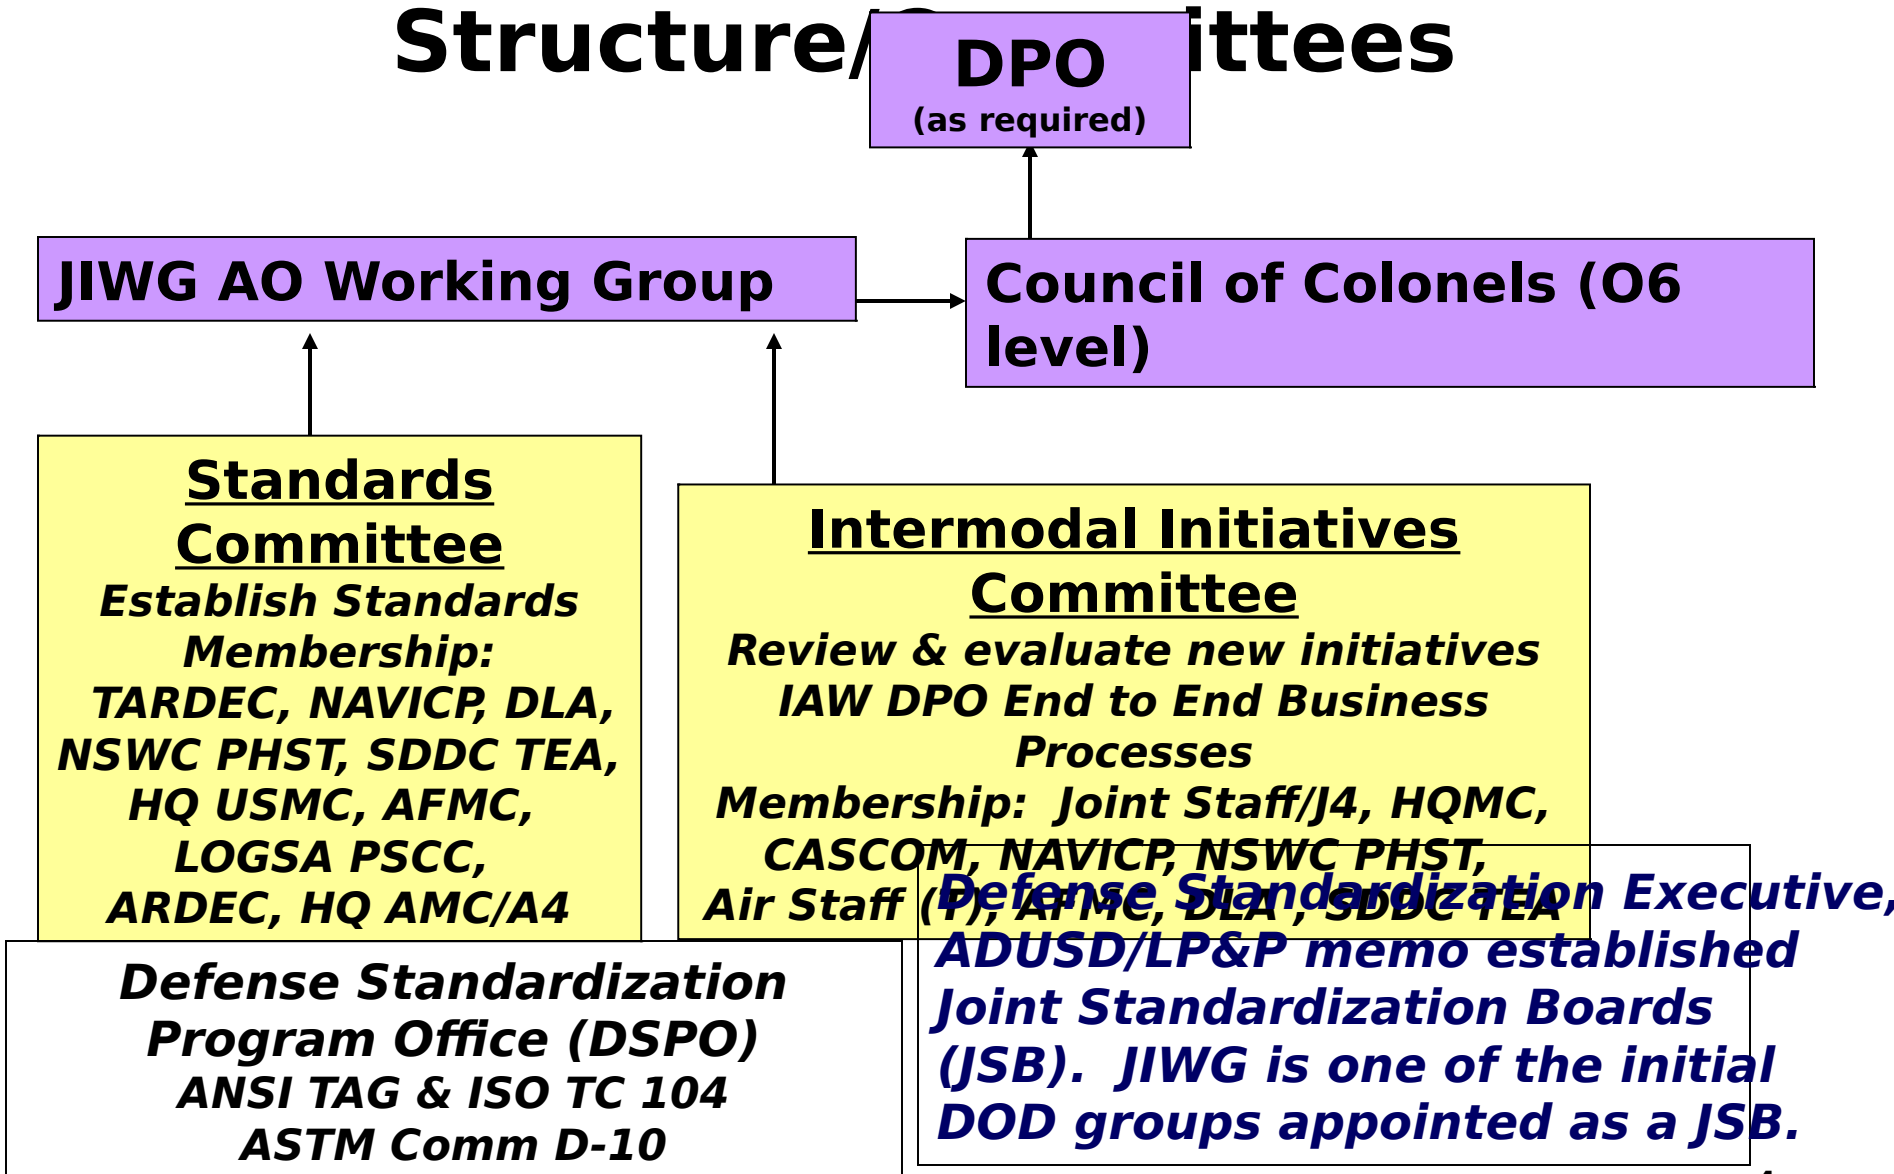 Structure/ ittees
DPO
(as required)
JIWG AO Working Group
Council of Colonels (O6
level)
Standards
Committee
Establish Standards
Membership:
TARDEC, NAVICP, DLA,
NSWC PHST, SDDC TEA,
HQ USMC, AFMC,
LOGSA PSCC,
ARDEC, HQ AMC/A4
Intermodal Initiatives
Committee
Review & evaluate new initiatives
IAW DPO End to End Business
Processes
Membership: Joint Staff/J4, HQMC,
CASCOM, NAVICP, NSWC PHST,
Air Staff AFMC, DLA , SDDC TEA
Defense Standardization
Program Office (DSPO)
ANSI TAG & ISO TC 104
ASTM Comm D-10
Defense Standardization Executive,
ADUSD/LP&P memo established
Joint Standardization Boards
(JSB). JIWG is one of the initial
DOD groups appointed as a JSB.